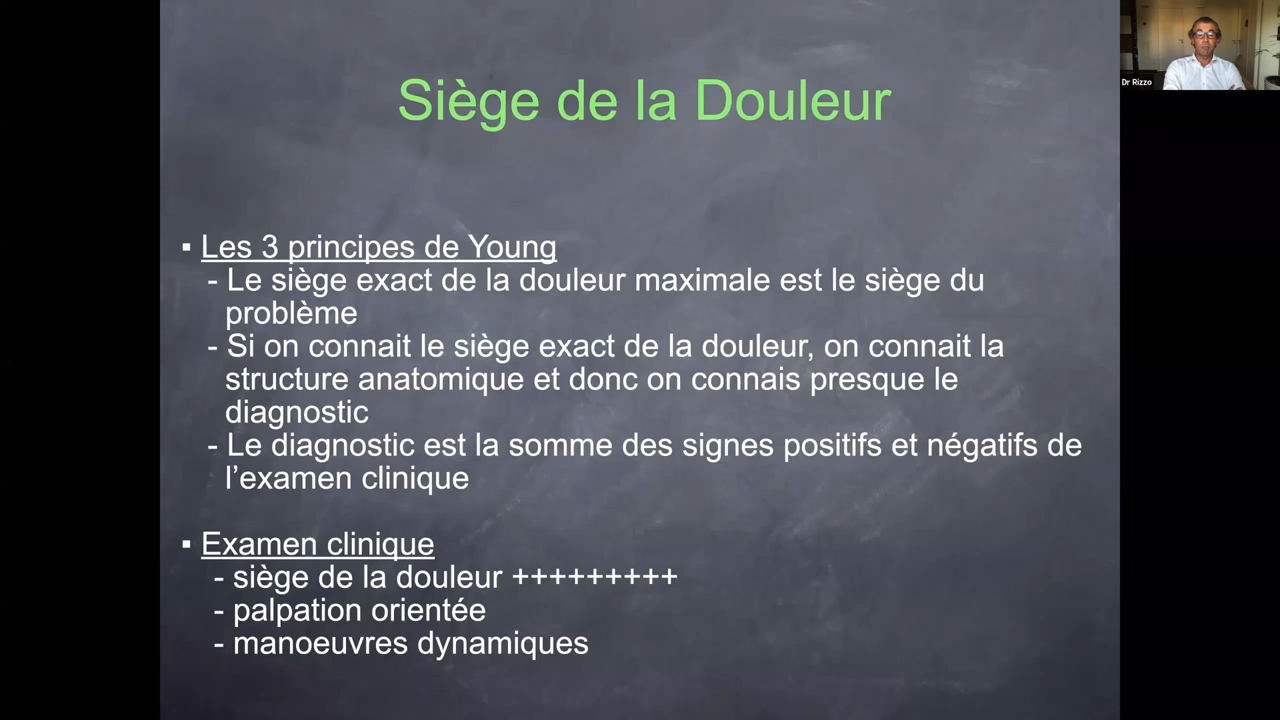 Siège de la Douleur
Dr Rizzo
▪ Les 3 principes de Young
- Le siège exact de la douleur maximale est le siège du
problème
- Si on connait le siège exact de la douleur, on connait la
structure anatomique et donc on connais presque le
diagnostic
- Le diagnostic est la somme des signes positifs et négatifs de
l’examen clinique
▪ Examen clinique
- siège de la douleur +++++++++
- palpation orientée
- manoeuvres dynamiques